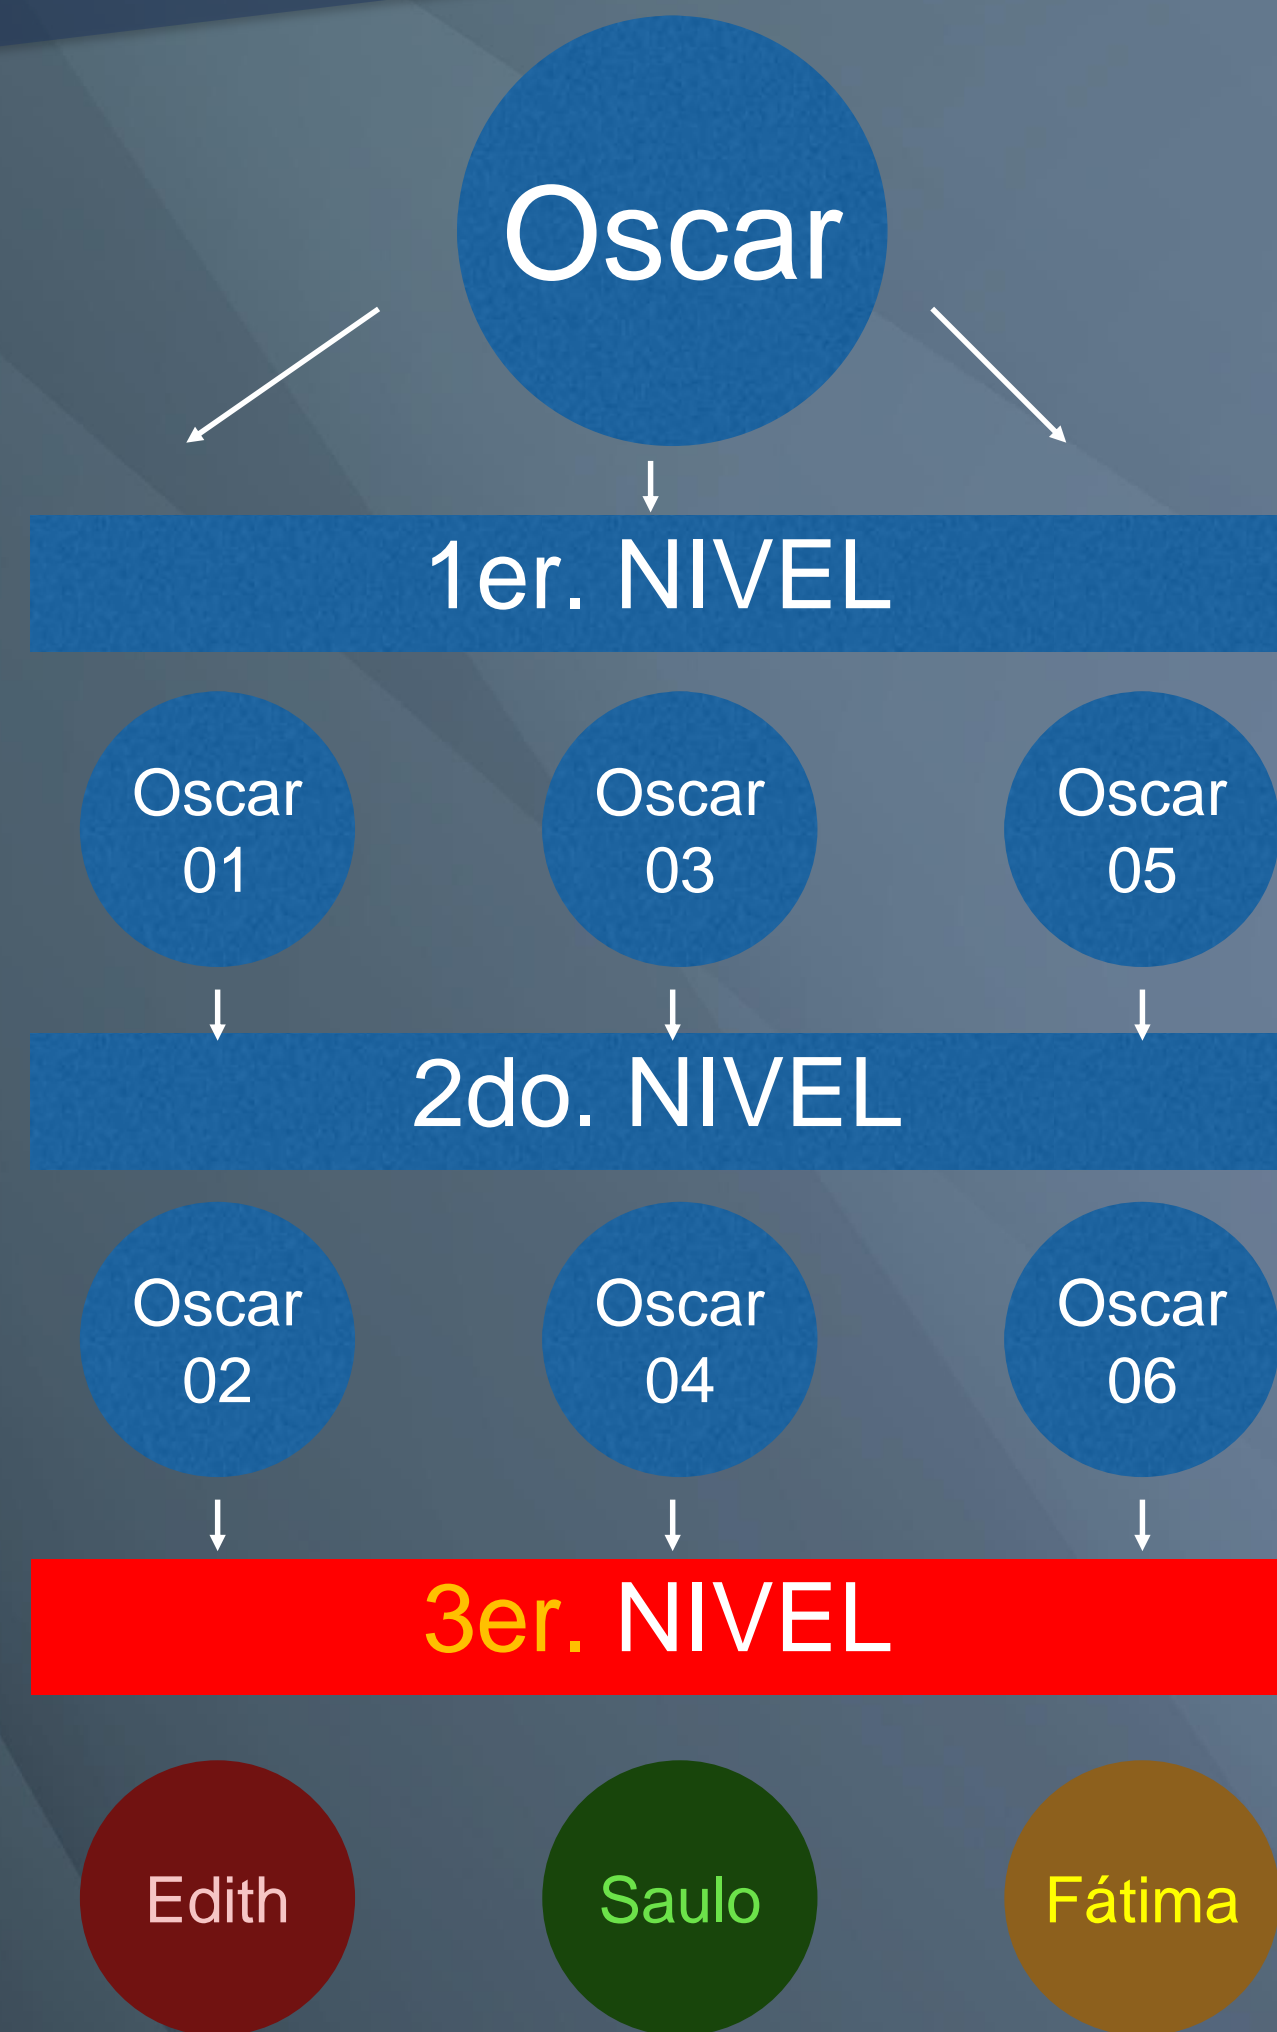 Oscar
1er. NIVEL
Oscar
01
Oscar
03
Oscar
05
2do. NIVEL
Oscar
02
Oscar
04
Oscar
06
3er. NIVEL
Edith
Saulo
Fátima